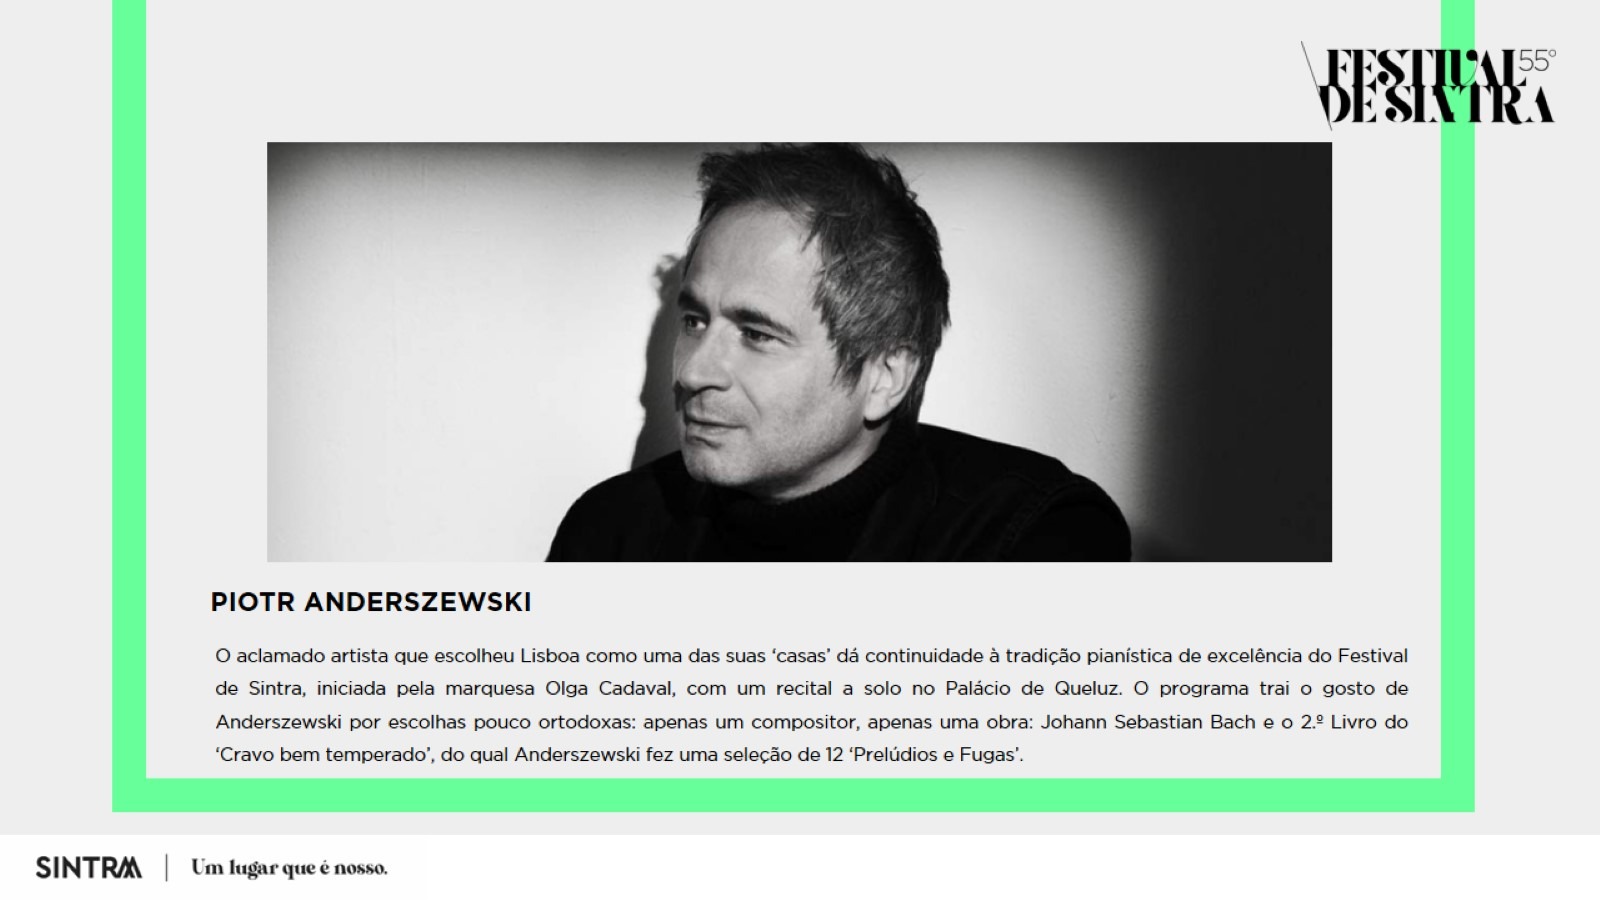 FESTIVAL 55º
DE SINTRA
PIOTR ANDERSZEWSKI
O aclamado artista que escolheu Lisboa como uma das suas ‘casas’ dá continuidade à tradição pianística de excelência do Festival
de Sintra, iniciada pela marquesa Olga Cadaval, com um recital a solo no Palácio de Queluz. O programa trai o gosto de
Anderszewski por escolhas pouco ortodoxas: apenas um compositor, apenas uma obra: Johann Sebastian Bach e o 2.º Livro do
‘Cravo bem temperado’, do qual Anderszewski fez uma seleção de 12 ‘Prelúdios e Fugas’.
SINTRA | Um lugar que é nosso.